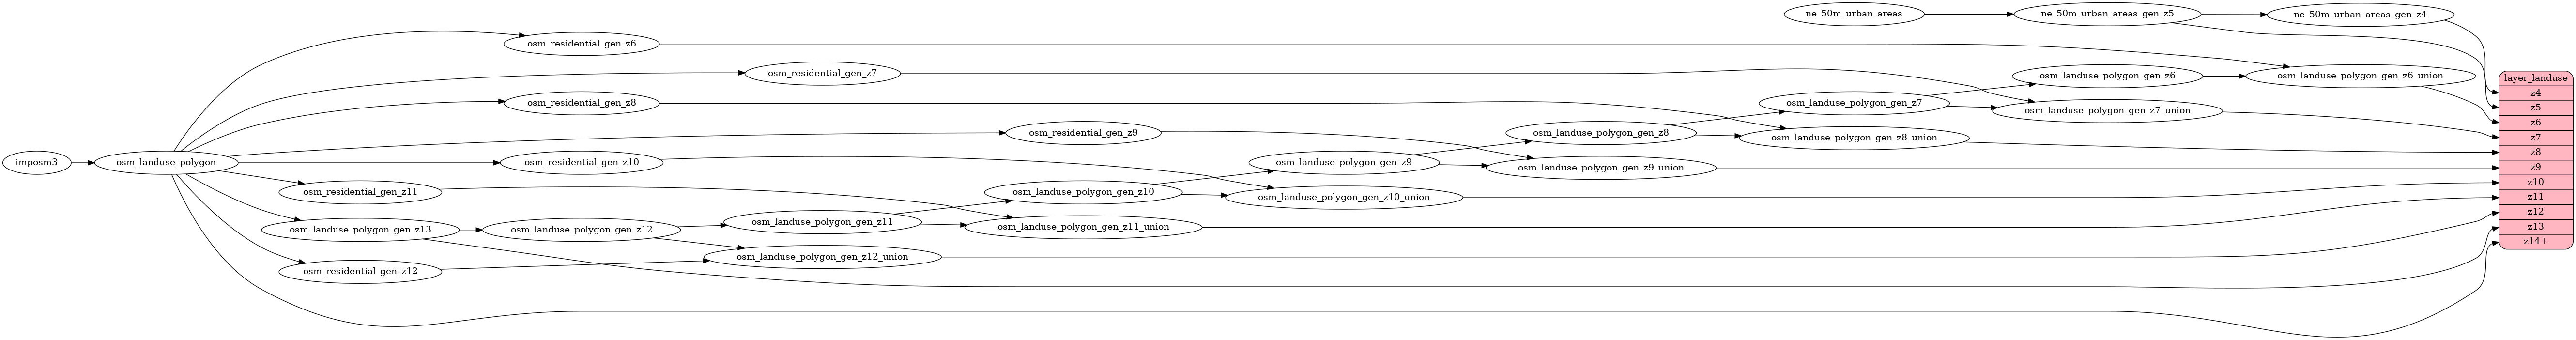 ne_50m_urban_areas
ne_50m_urban_areas_gen_z5
ne_50m_urban_areas_gen_z4
osm_residential_gen_z6
osm_residential_gen_z7
osm_landuse_polygon_gen_z6
osm_landuse_polygon_gen_z6_union
osm_residential_gen_z8
osm_landuse_polygon_gen_z7
osm_landuse_polygon_gen_z7_union
osm_residential_gen_z9
osm_landuse_polygon_gen_z8
osm_landuse_polygon_gen_z8_union
imposm3
osm_landuse_polygon
osm_residential_gen_z10
osm_landuse_polygon_gen_z9
osm_landuse_polygon_gen_z9_union
osm_residential_gen_z11
osm_landuse_polygon_gen_z10
osm_landuse_polygon_gen_z10_union
osm_landuse_polygon_gen_z13
osm_landuse_polygon_gen_z12
osm_landuse_polygon_gen_z11
osm_landuse_polygon_gen_z11_union
osm_residential_gen_z12
osm_landuse_polygon_gen_z12_union
layer_landuse
z4
z5
z6
z7
z8
z9
z10
z11
z12
z13
z14+